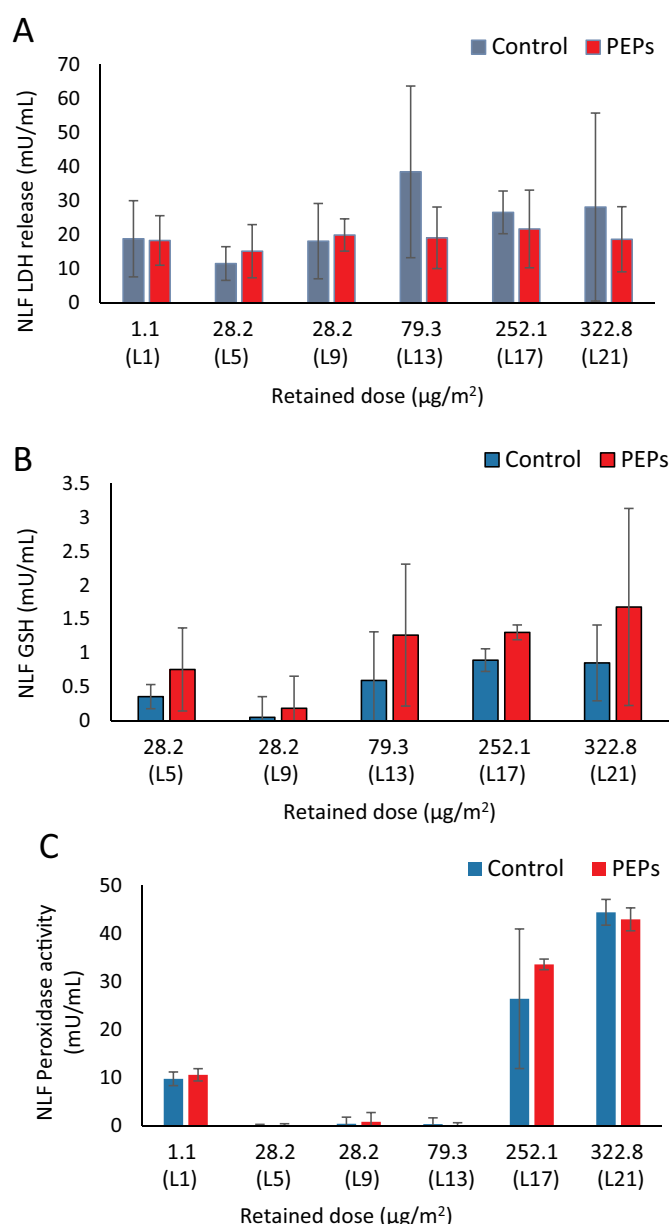 A
Control PEPs
NLF LDH release (mU/mL)
70
60
50
40
30
20
10
0
1.1 28.2 28.2 79.3 252.1 322.8
(L1) (L5) (L9) (L13) (L17) (L21)
Retained dose (µg/m²)
B
Control PEPs
NLF GSH (mU/mL)
3.5
3
2.5
2
1.5
1
0.5
0
28.2 28.2 79.3 252.1 322.8
(L5) (L9) (L13) (L17) (L21)
Retained dose (µg/m²)
C
Control PEPs
NLF Peroxidase activity
(mU/mL)
50
40
30
20
10
0
1.1 28.2 28.2 79.3 252.1 322.8
(L1) (L5) (L9) (L13) (L17) (L21)
Retained dose (µg/m²)